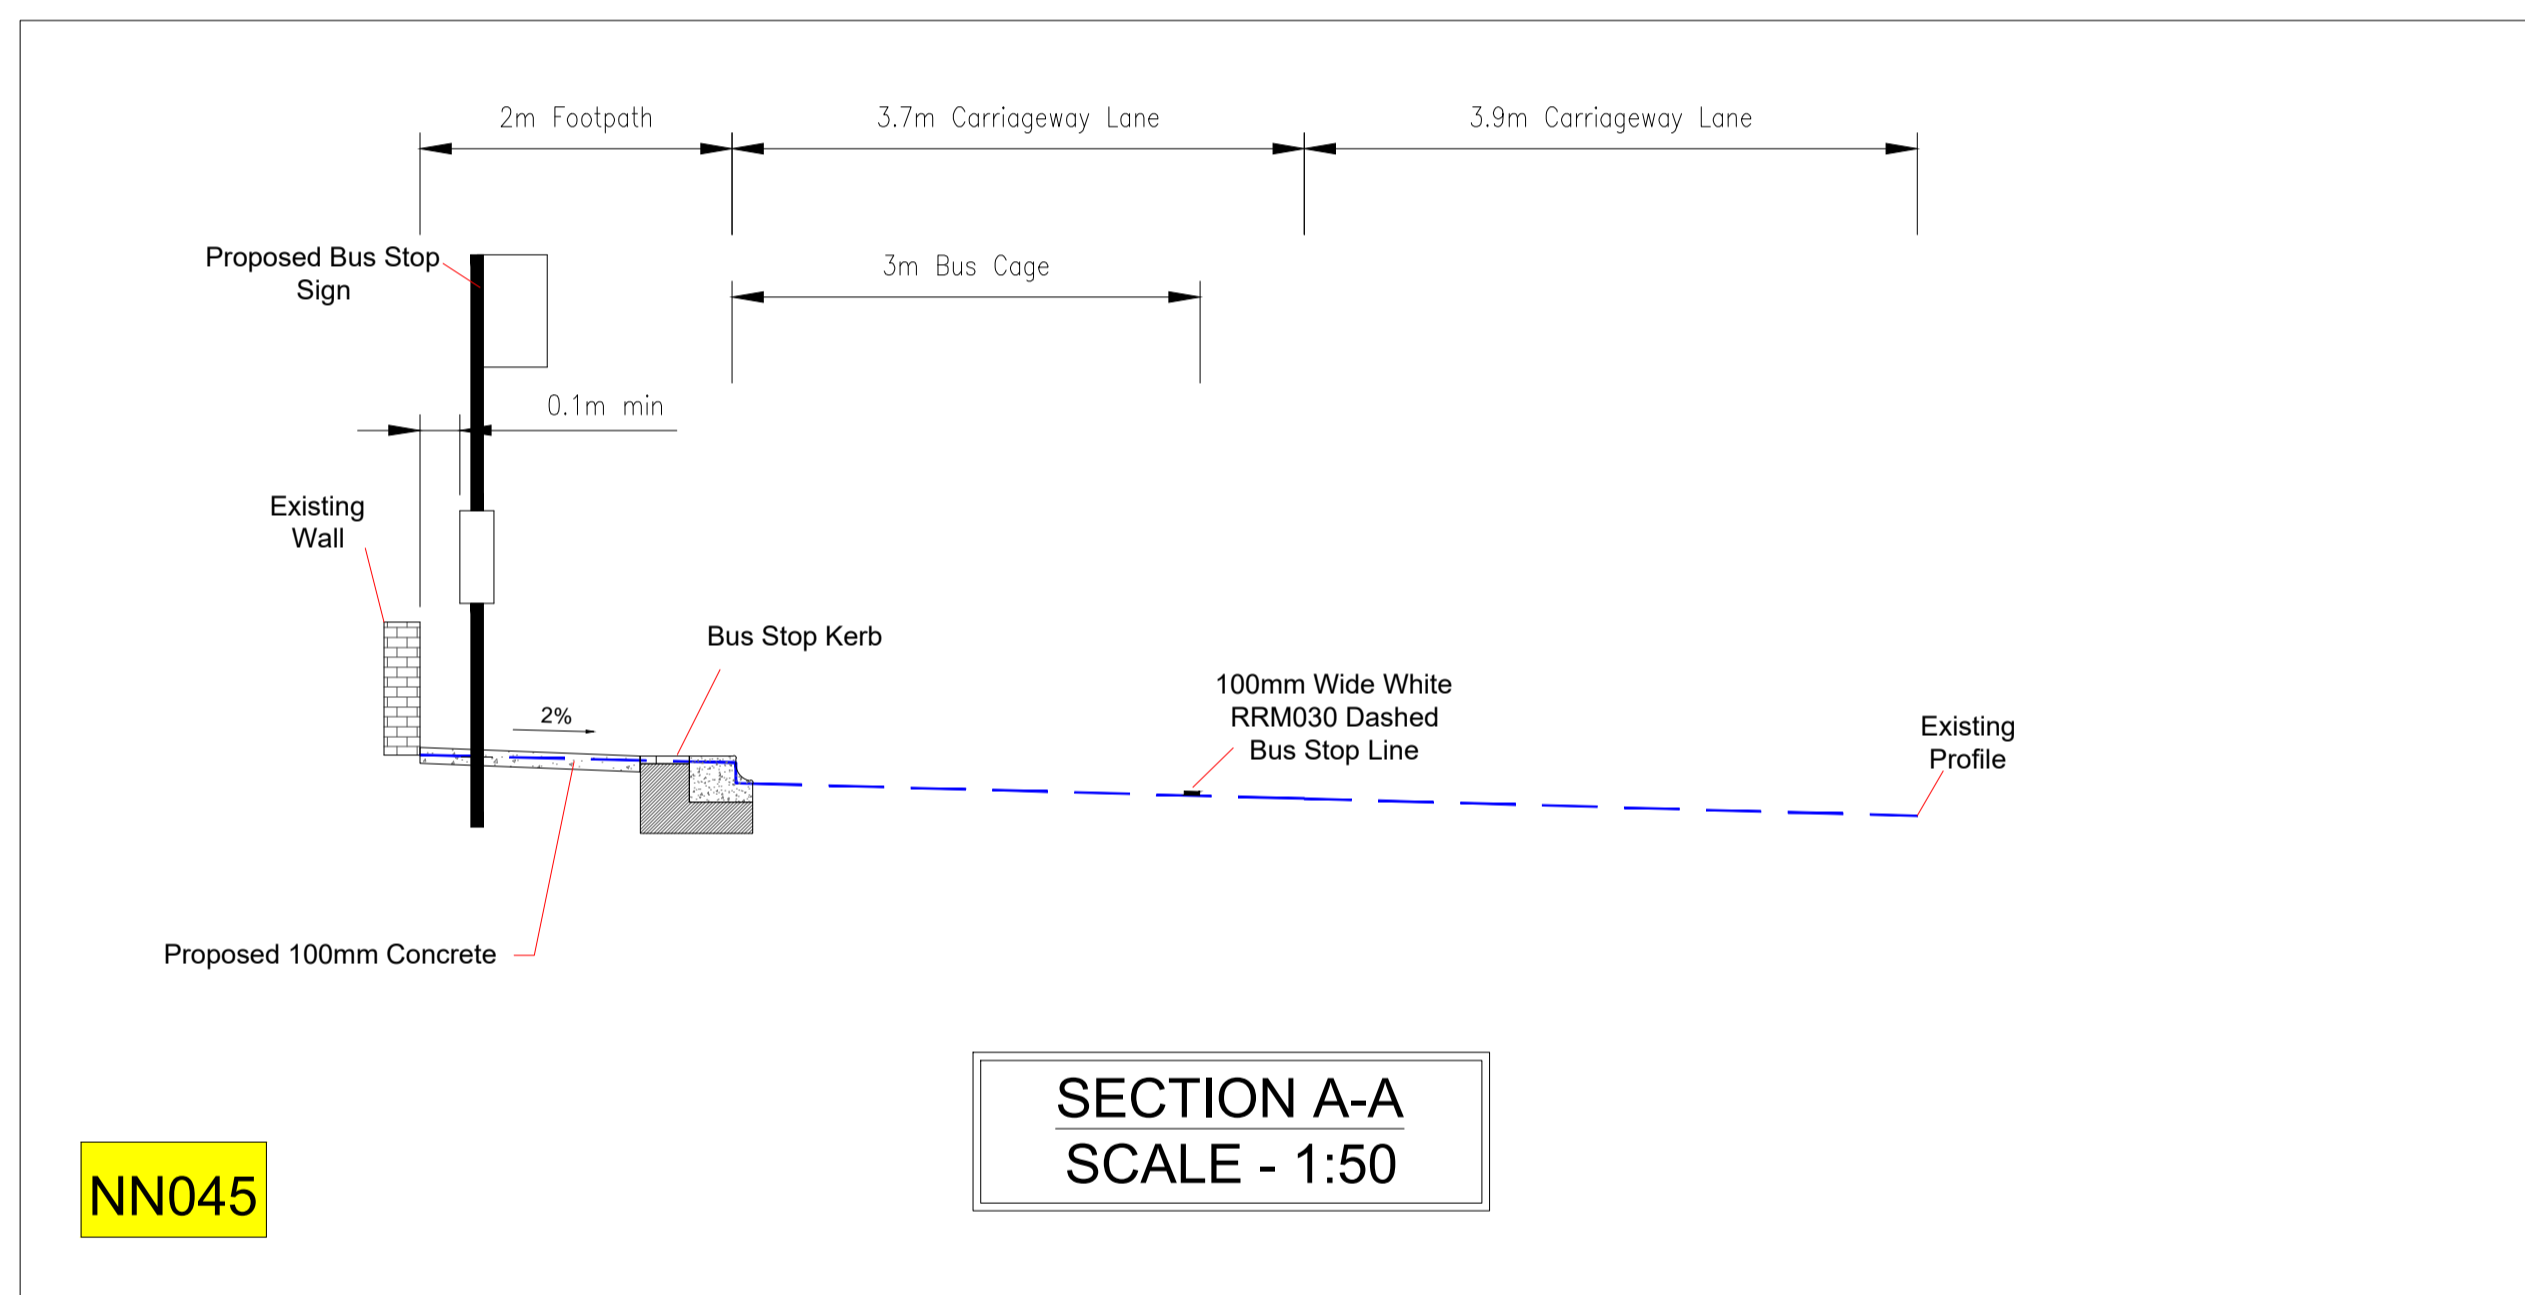 2m Footpath
3.7m Carriageway Lane
3.9m Carriageway Lane
Proposed Bus Stop
Sign
3m Bus Cage
0.1m min
Existing
Wall
Bus Stop Kerb
100mm Wide White
RRM030 Dashed
Bus Stop Line
2%
Existing
Profile
Proposed 100mm Concrete
SECTION A-A
SCALE - 1:50
NN045